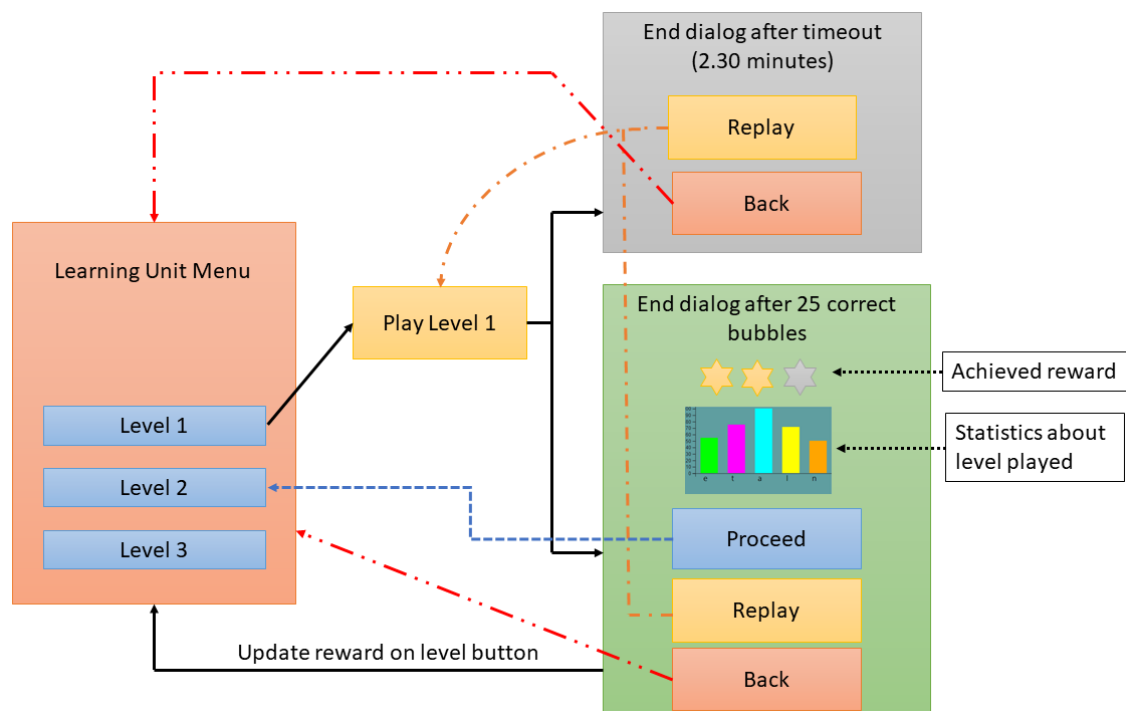 End dialog after timeout
(2.30 minutes)
Replay
Back
Learning Unit Menu
Play Level 1
Level 1
Level 2
Level 3
End dialog after 25 correct
bubbles
Achieved reward
Statistics about
level played
e t a l n
Proceed
Replay
Back
Update reward on level button